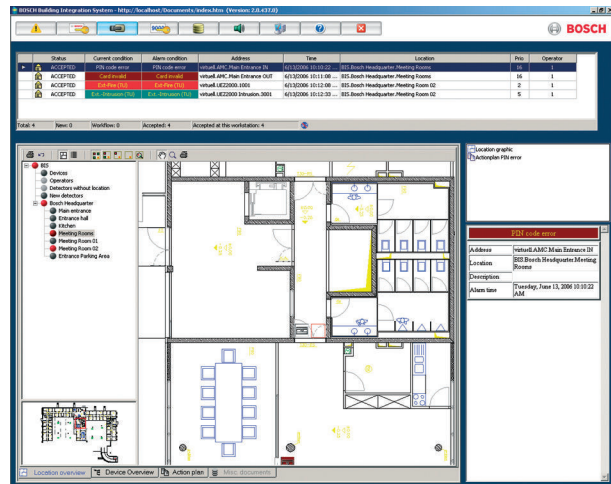 BOSCH Building Integration System - http://localhost/Documents/index.htm (Version: 2.0.437.0)
BOSCH
Status Current condition Alarm condition Address Time Location Prio Operator
ACCEPTED PIN code error PIN code error virtuell.AMC.Main Entrance IN 6/13/2006 10:10:22 ... BIS.Bosch Headquarter.Meeting Rooms 16 1
ACCEPTED Card invalid Card invalid virtuell.AMC.Main Entrance OUT 6/13/2006 10:11:08 ... BIS.Bosch Headquarter.Meeting Rooms 16 1
ACCEPTED Ext-Fire (TU) Ext-Fire (TU) virtuell.UEZ2000.1001 6/13/2006 10:12:08 ... BIS.Bosch Headquarter.Meeting Room 02 2 1
ACCEPTED Ext.-Intrusion (TU) Ext.-Intrusion (TU) virtuell.UEZ2000 Intrusion.3001 6/13/2006 10:12:33 ... BIS.Bosch Headquarter.Meeting Room 02 5 1
Total: 4 New: 0 Workflow: 0 Accepted: 4 Accepted at this workstation: 4
BIS
Devices
Operators
Detectors without location
New detectors
Bosch Headquarter
Main entrance
Entrance hall
Kitchen
Meeting Rooms
Meeting Room 01
Meeting Room 02
Entrance Parking Area
Location overview Device Overview Action plan Misc. documents
Location graphic
Actionplan PIN error
PIN code error
Address virtuell.AMC.Main Entrance IN
Location BIS.Bosch Headquarter.Meeting
Rooms
Description
Alarm time Tuesday, June 13, 2006 10:10:22
AM